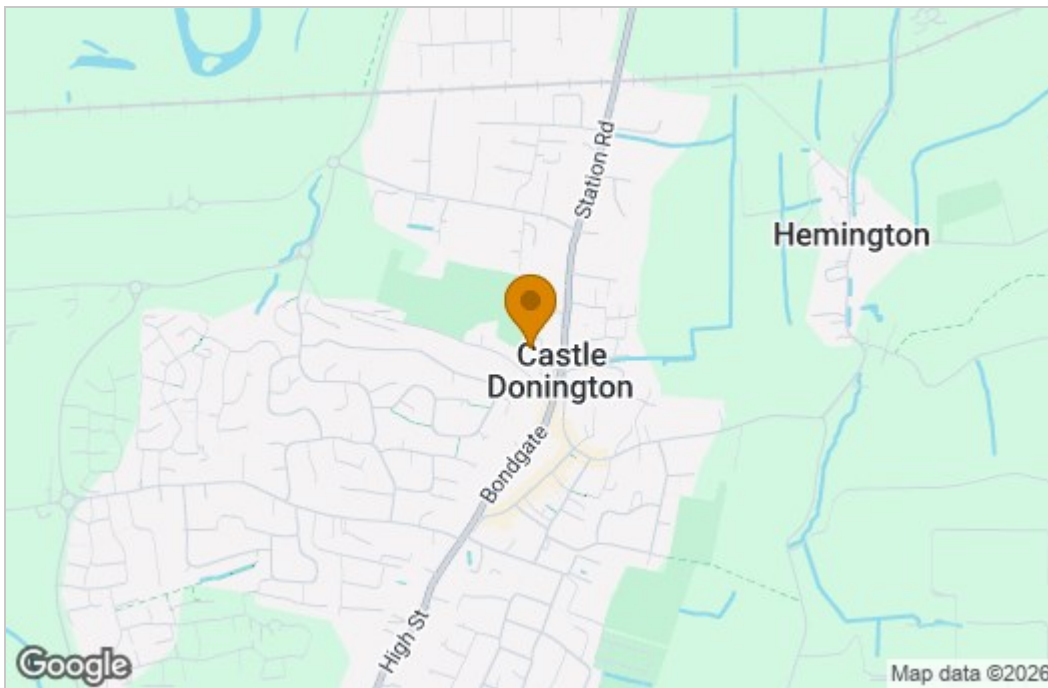 Station Rd
Hemington
Castle
Donington
Bondgate
High St
Google
Map data ©2026